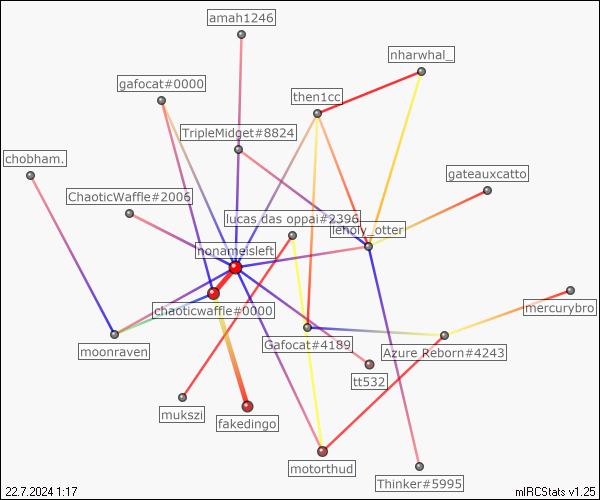 amah1246
nharwhal_
gafocat#0000
then1cc
TripleMidget#8824
chobham.
gateauxcatto
ChaoticWaffle#2006
lucas das oppai#2396
leholy_otter
nonameisleft
chaoticwaffle#0000
mercurybro
Gafocat#4189
moonraven
Azure Reborn#4243
tt532
mukszi
fakedingo
motorthud
Thinker#5995
22.7.2024 1:17
mIRCStats v1.25